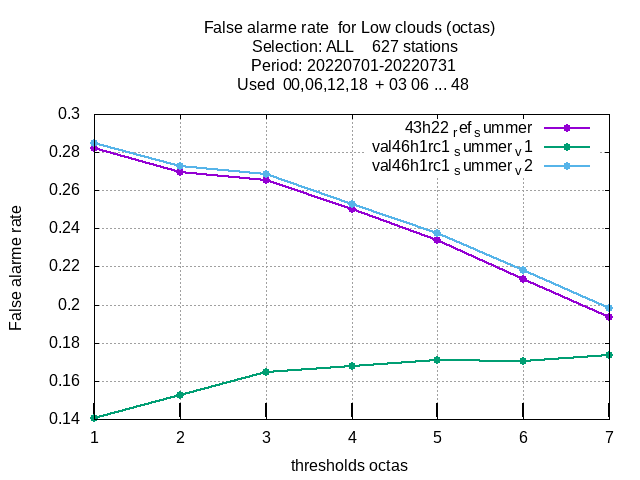 False alarme rate  for Low clouds (octas)
Selection: ALL    627 stations
Period: 20220701-20220731
Used  00,06,12,18  + 03 06 ... 48
0.3
0.28
0.26
0.24
0.22
0.2
0.18
0.16
0.14
False alarme rate
43h22 ref summer
val46h1rc1 summer v1
val46h1rc1 summer v2
1 2 3 4 5 6 7
thresholds octas